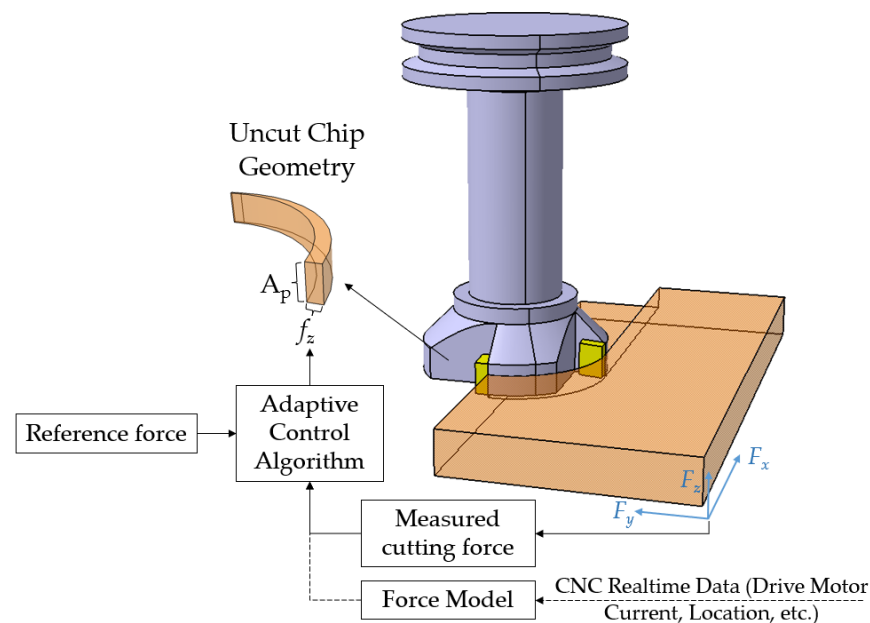 Uncut Chip
Geometry
A_p
f_z
Reference force
Adaptive
Control
Algorithm
F_x
F_z
F_y
Measured
cutting force
Force Model
CNC Realtime Data (Drive Motor
Current, Location, etc.)